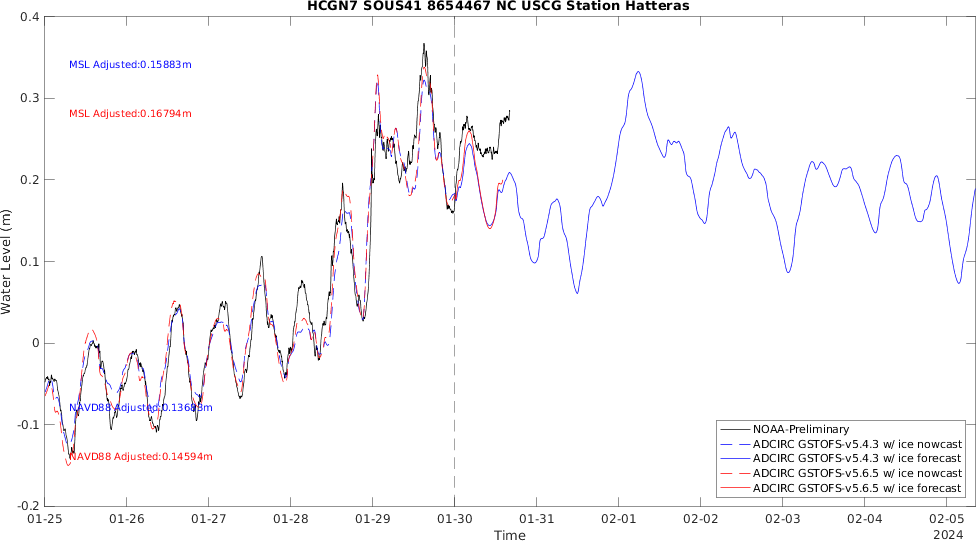 HCGN7 SOUS41 8654467 NC USCG Station Hatteras
0.4
0.3
0.2
0.1
0
-0.1
-0.2
Water Level (m)
MSL Adjusted:0.15883m
MSL Adjusted:0.16794m
NAVD88 Adjusted:0.13683m
NAVD88 Adjusted:0.14594m
NOAA-Preliminary
ADCIRC GSTOFS-v5.4.3 w/ ice nowcast
ADCIRC GSTOFS-v5.4.3 w/ ice forecast
ADCIRC GSTOFS-v5.6.5 w/ ice nowcast
ADCIRC GSTOFS-v5.6.5 w/ ice forecast
01-25 01-26 01-27 01-28 01-29 01-30 01-31 02-01 02-02 02-03 02-04 02-05
Time
2024